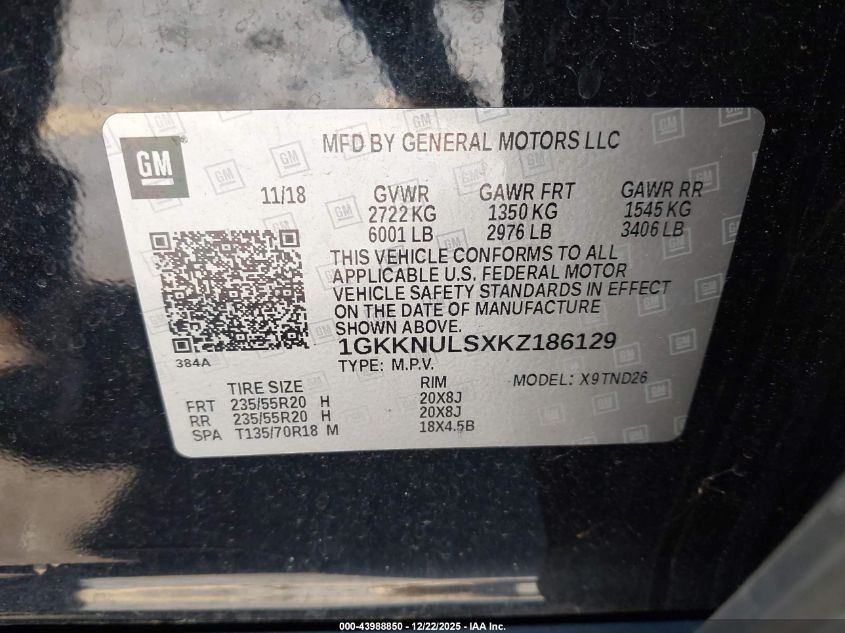 GM
MFD BY GENERAL MOTORS LLC
11/18 GVWR GAWR FRT GAWR RR
2722 KG 1350 KG 1545 KG
6001 LB 2976 LB 3406 LB
THIS VEHICLE CONFORMS TO ALL
APPLICABLE U.S. FEDERAL MOTOR
VEHICLE SAFETY STANDARDS IN EFFECT
ON THE DATE OF MANUFACTURE
SHOWN ABOVE.
384A
1GKKNULSXKZ186129
TYPE: M.P.V. MODEL: X9TND26
TIRE SIZE RIM
FRT 235/55R20 H 20X8J
RR 235/55R20 H 20X8J
SPA T135/70R18 M 18X4.5B
000-43988850 - 12/22/2025 - IAA Inc.